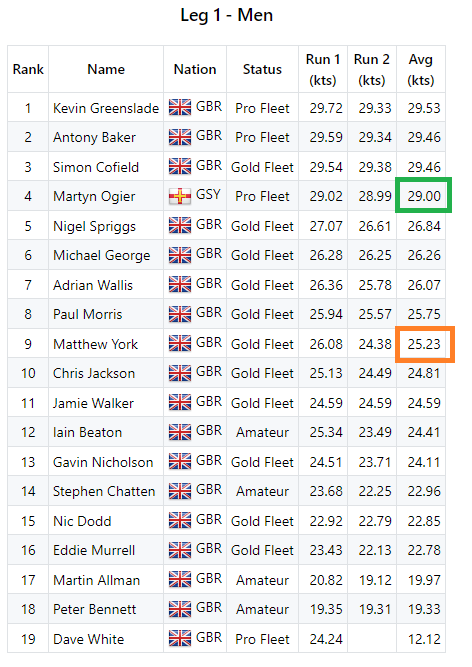 Leg 1 - Men
Rank Name Nation Status Run 1 (kts) Run 2 (kts) Avg (kts)
1 Kevin Greenslade GBR Pro Fleet 29.72 29.33 29.53
2 Antony Baker GBR Pro Fleet 29.59 29.34 29.46
3 Simon Cofield GBR Gold Fleet 29.54 29.38 29.46
4 Martyn Ogier GSY Pro Fleet 29.02 28.99 29.00
5 Nigel Spriggs GBR Gold Fleet 27.07 26.61 26.84
6 Michael George GBR Gold Fleet 26.28 26.25 26.26
7 Adrian Wallis GBR Gold Fleet 26.36 25.78 26.07
8 Paul Morris GBR Gold Fleet 25.94 25.57 25.75
9 Matthew York GBR Gold Fleet 26.08 24.38 25.23
10 Chris Jackson GBR Gold Fleet 25.13 24.49 24.81
11 Jamie Walker GBR Gold Fleet 24.59 24.59 24.59
12 Iain Beaton GBR Amateur 25.34 23.49 24.41
13 Gavin Nicholson GBR Gold Fleet 24.51 23.71 24.11
14 Stephen Chatten GBR Amateur 23.68 22.25 22.96
15 Nic Dodd GBR Gold Fleet 22.92 22.79 22.85
16 Eddie Murrell GBR Gold Fleet 23.43 22.13 22.78
17 Martin Allman GBR Amateur 20.82 19.12 19.97
18 Peter Bennett GBR Amateur 19.35 19.31 19.33
19 Dave White GBR Pro Fleet 24.24 12.12